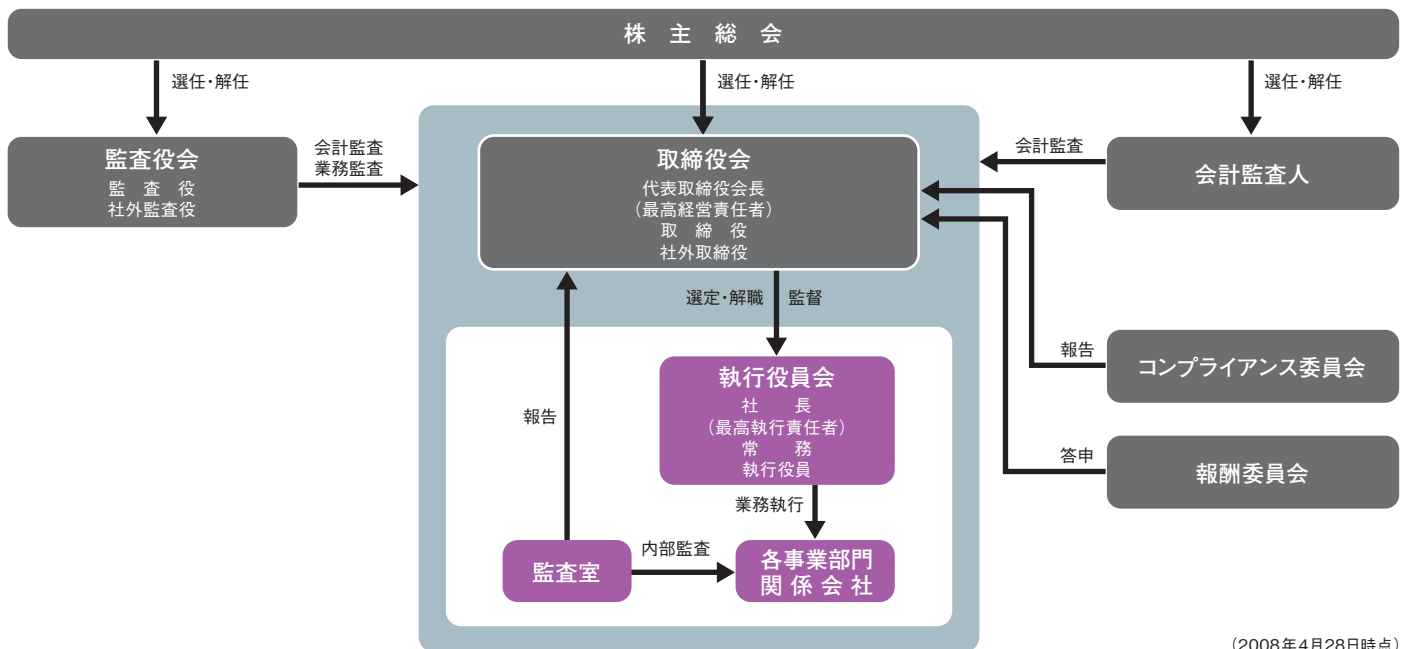 株 主 総 会
選任・解任
選任・解任
選任・解任
監査役会
監 査 役
社外監査役
会計監査
業務監査
取締役会
代表取締役会長
（最高経営責任者）
取 締 役
社外取締役
会計監査
会計監査人
選定・解職
監督
執行役員会
社 長
（最高執行責任者）
常 務
執行役員
報告
業務執行
監査室
内部監査
各事業部門
関 係 会 社
報告
コンプライアンス委員会
答申
報酬委員会
（2008年4月28日時点）